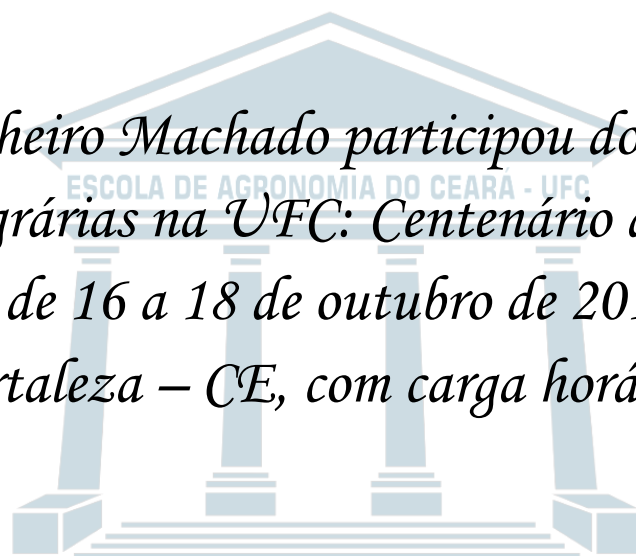 heiro Machado participou do
ESCOLA DE AGRONOMIA DO CEARÁ - UFC
grárias na UFC: Centenário
de 16 a 18 de outubro de 201
rtaleza – CE, com carga horá